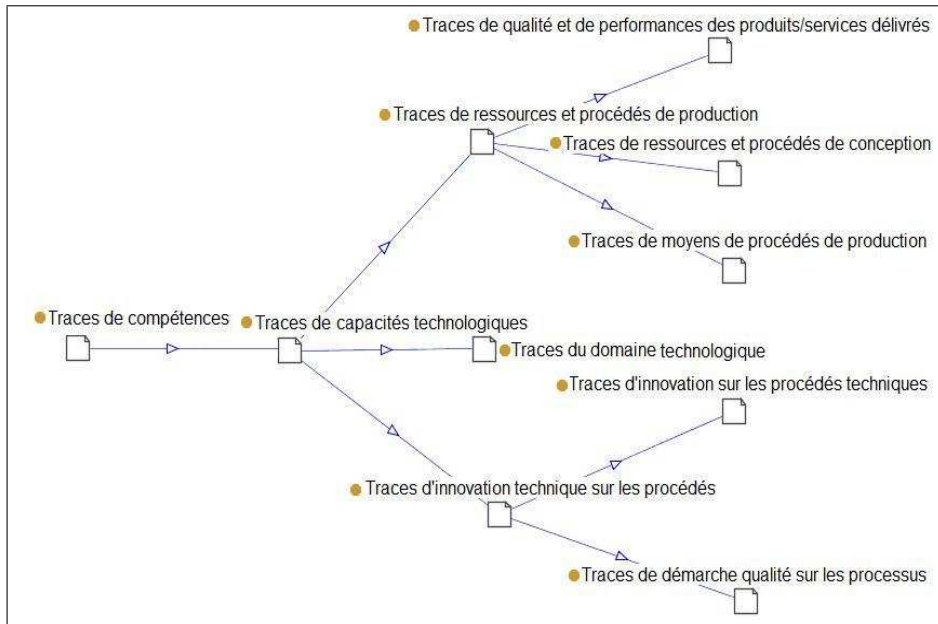 Traces de qualité et de performances des produits/services délivrés
Traces de ressources et procédés de production
Traces de ressources et procédés de conception
Traces de moyens de procédés de production
Traces de compétences
Traces de capacités technologiques
Traces du domaine technologique
Traces d'innovation sur les procédés techniques
Traces d'innovation technique sur les procédés
Traces de démarche qualité sur les processus